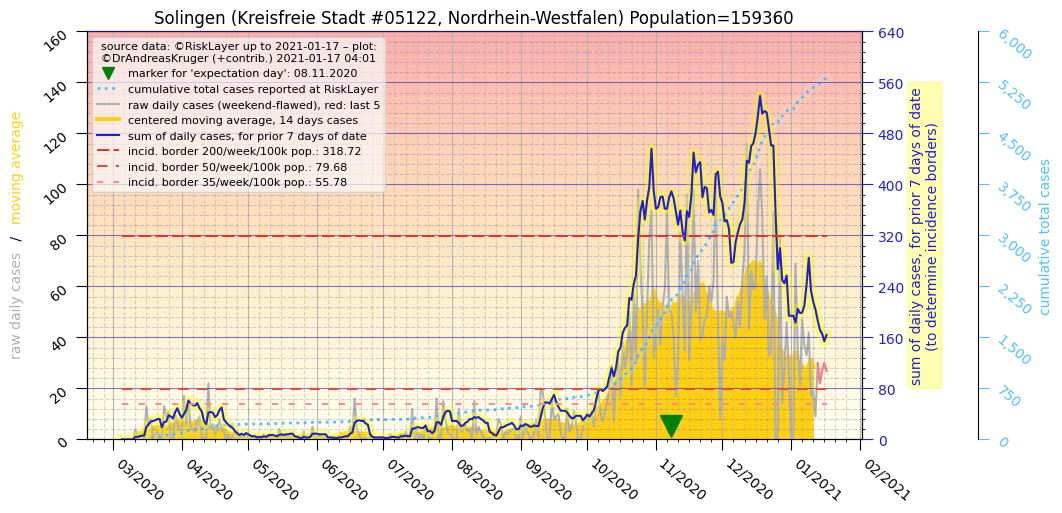 Solingen (Kreisfreie Stadt #05122, Nordrhein-Westfalen) Population=159360
source data: ©RiskLayer up to 2021-01-17 – plot:
©DrAndreasKruger (+contrib.) 2021-01-17 04:01
marker for 'expectation day': 08.11.2020
cumulative total cases reported at RiskLayer
raw daily cases (weekend-flawed), red: last 5
centered moving average, 14 days cases
sum of daily cases, for prior 7 days of date
incid. border 200/week/100k pop.: 318.72
incid. border 50/week/100k pop.: 79.68
incid. border 35/week/100k pop.: 55.78
raw daily cases / moving average
160
140
120
100
80
60
40
20
0
640
560
480
400
320
240
160
80
0
sum of daily cases, for prior 7 days of date
(to determine incidence borders)
6,000
5,250
4,500
3,750
3,000
2,250
1,500
750
0
cumulative total cases
03/2020
04/2020
05/2020
06/2020
07/2020
08/2020
09/2020
10/2020
11/2020
12/2020
01/2021
02/2021